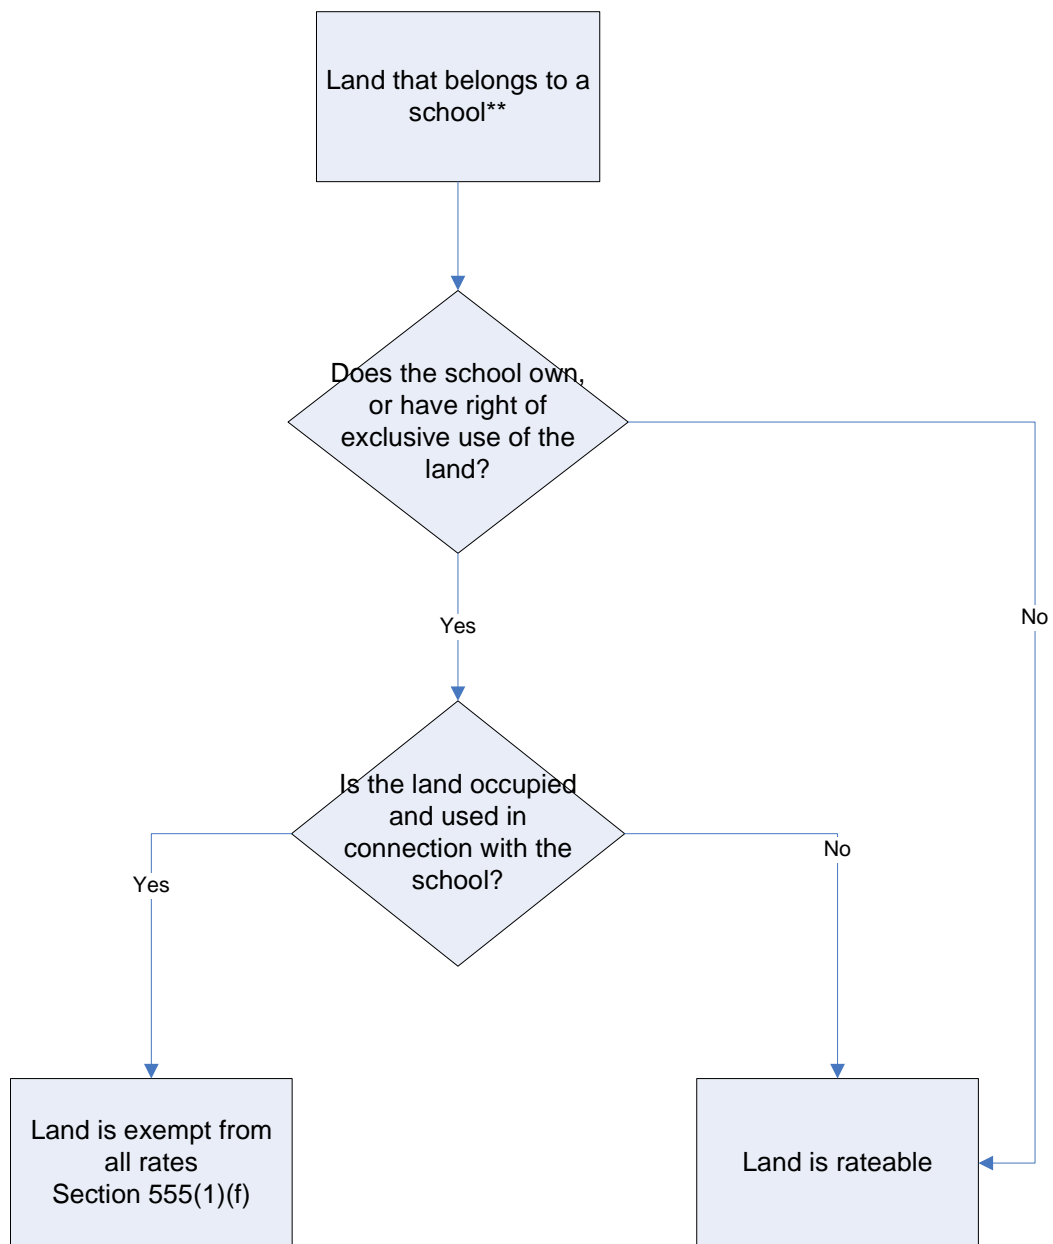 Land that belongs to a
school**
Does the school own,
or have right of
exclusive use of the
land?
No
Yes
Is the land occupied
and used in
connection with the
school?
No
Yes
Land is exempt from
all rates
Section 555(1)(f)
Land is rateable